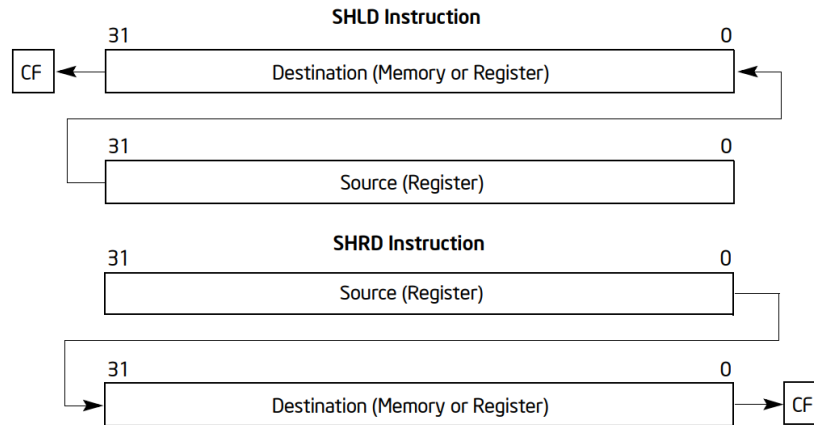 SHLD Instruction
31 0
CF Destination (Memory or Register)
31 0
Source (Register)
SHRD Instruction
31 0
Source (Register)
31 0
Destination (Memory or Register) CF